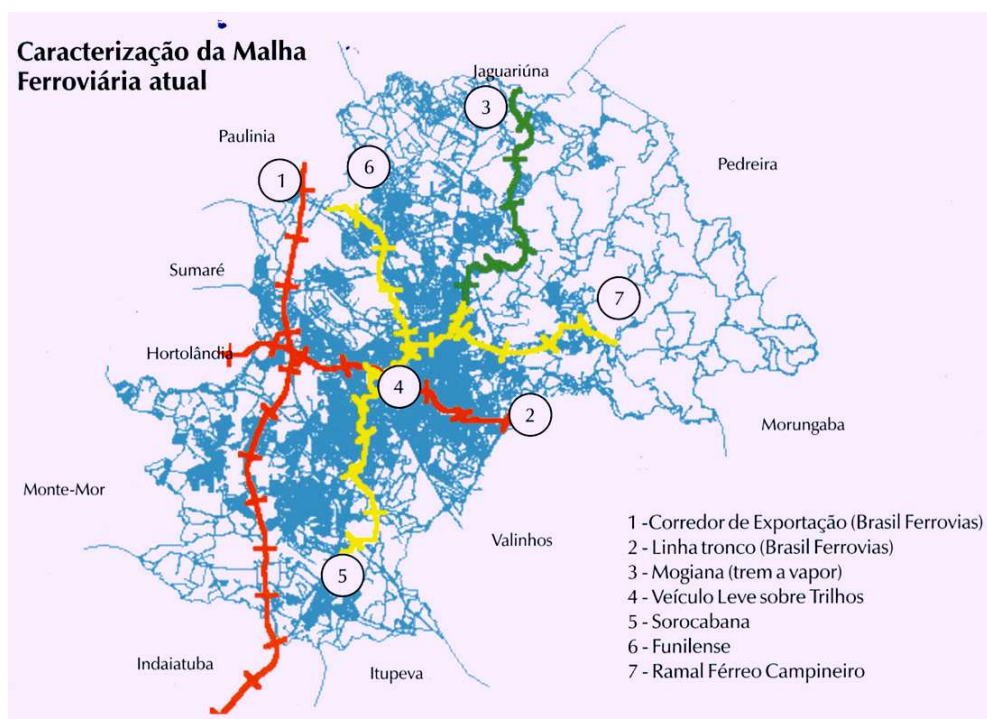 Caracterização da Malha
Ferroviária atual
Jaguariúna
3
Paulinia
6
Pedreira
1
Sumaré
7
Hortolândia
4
2
Morungaba
Monte-Mor
Valinhos
5
Indaiatuba
Itupeva
1 -Corredor de Exportação (Brasil Ferrovias)
2 - Linha tronco (Brasil Ferrovias)
3 - Mogiana (trem a vapor)
4 - Veículo Leve sobre Trilhos
5 - Sorocabana
6 - Funilense
7 - Ramal Férreo Campineiro